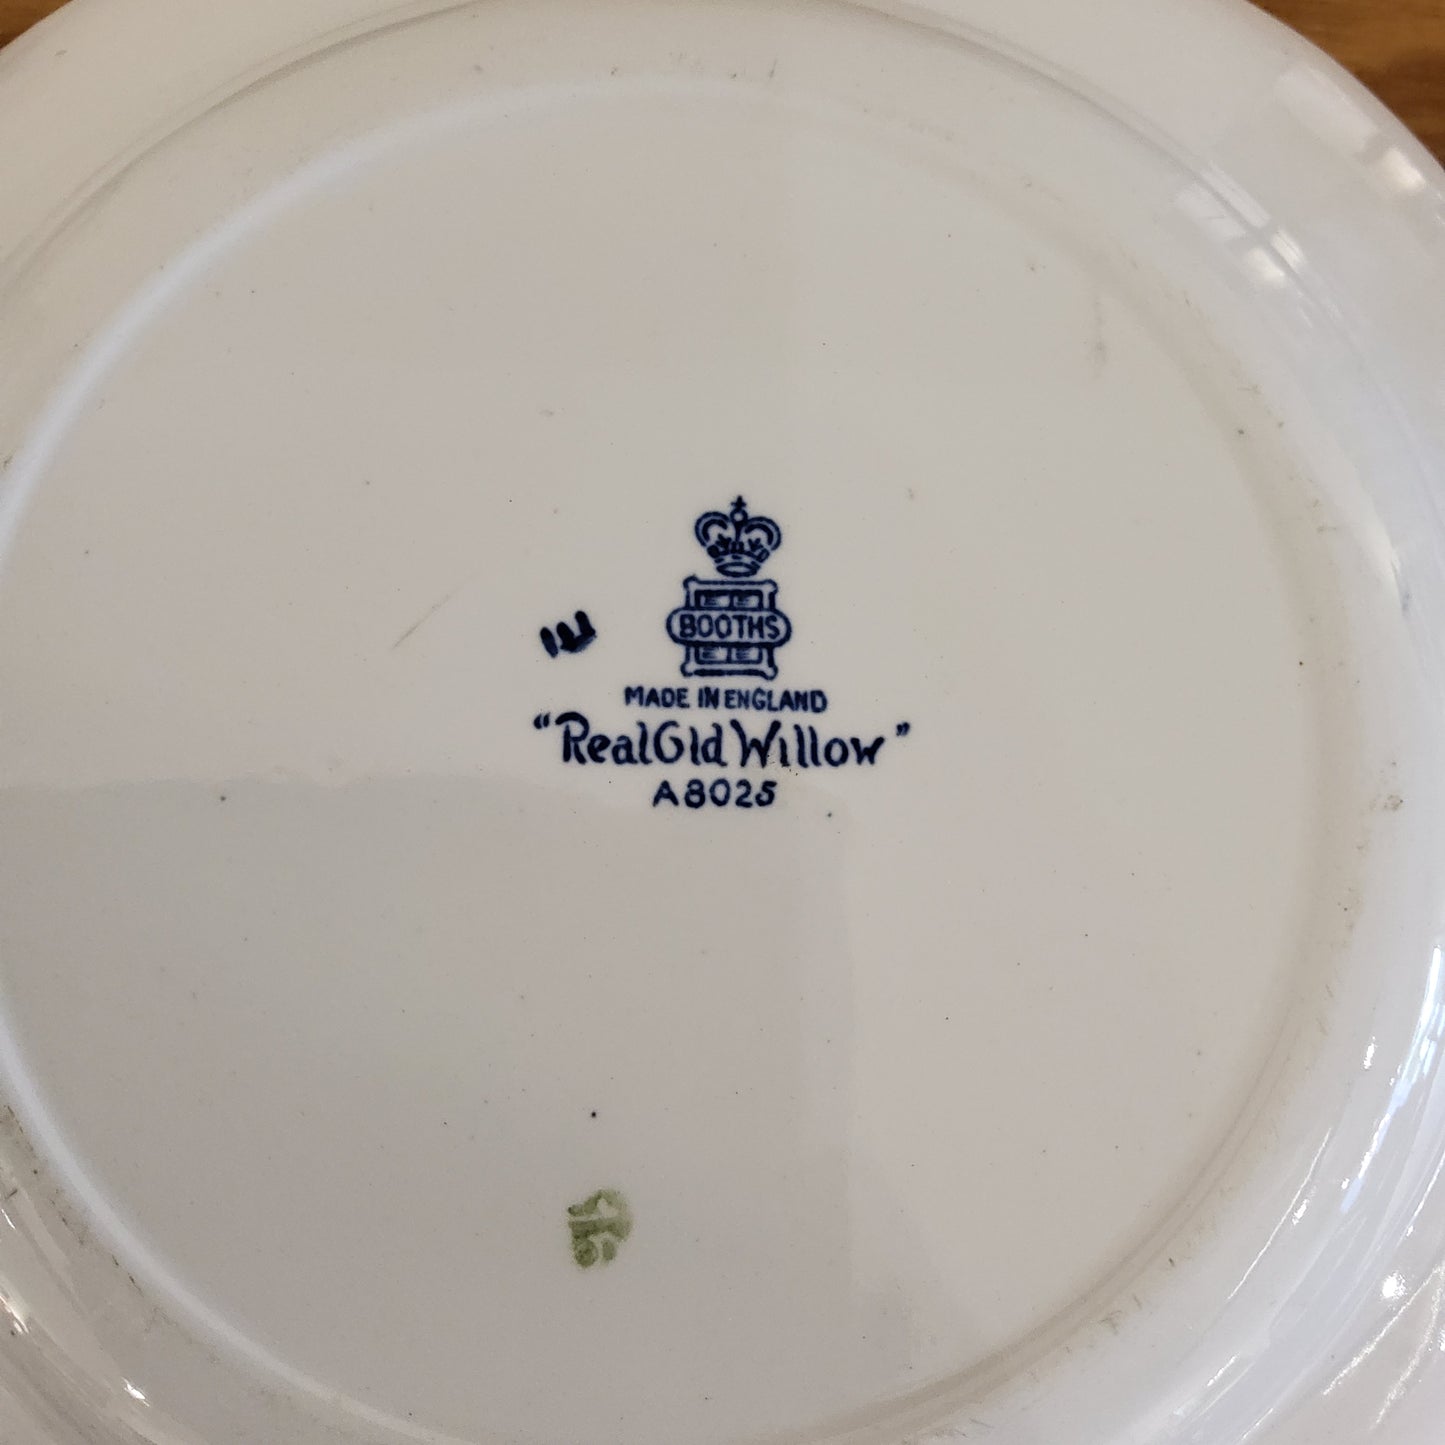 BOOTHS
MADE IN ENGLAND
"Real Old Willow"
A8025